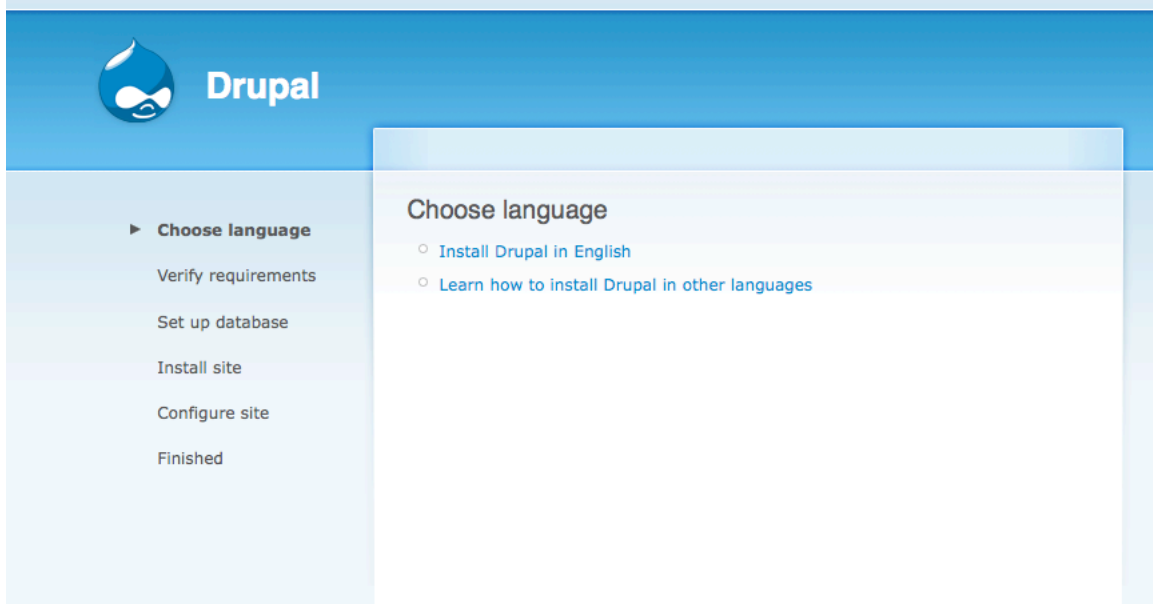 Drupal
Choose language
Verify requirements
Set up database
Install site
Configure site
Finished
Choose language
Install Drupal in English
Learn how to install Drupal in other languages